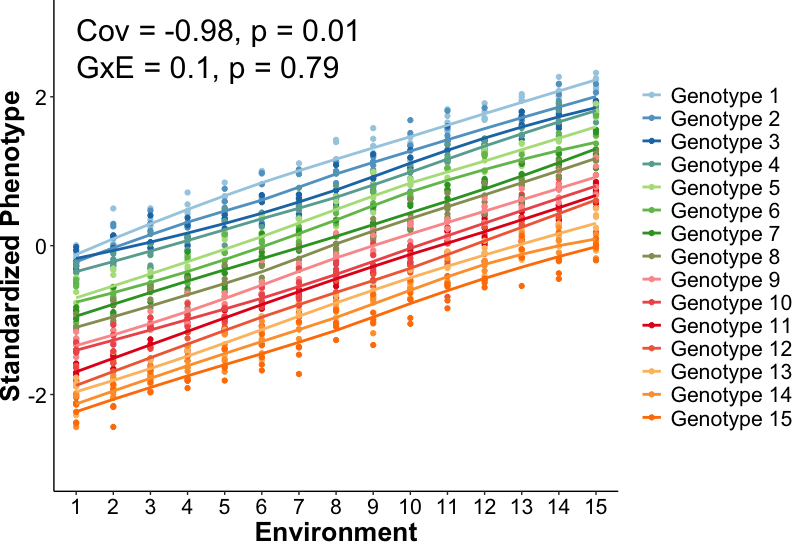 Cov = -0.98, p = 0.01
GxE = 0.1, p = 0.79
Standardized Phenotype
2
0
-2
1 2 3 4 5 6 7 8 9 10 11 12 13 14 15
Environment
Genotype 1
Genotype 2
Genotype 3
Genotype 4
Genotype 5
Genotype 6
Genotype 7
Genotype 8
Genotype 9
Genotype 10
Genotype 11
Genotype 12
Genotype 13
Genotype 14
Genotype 15